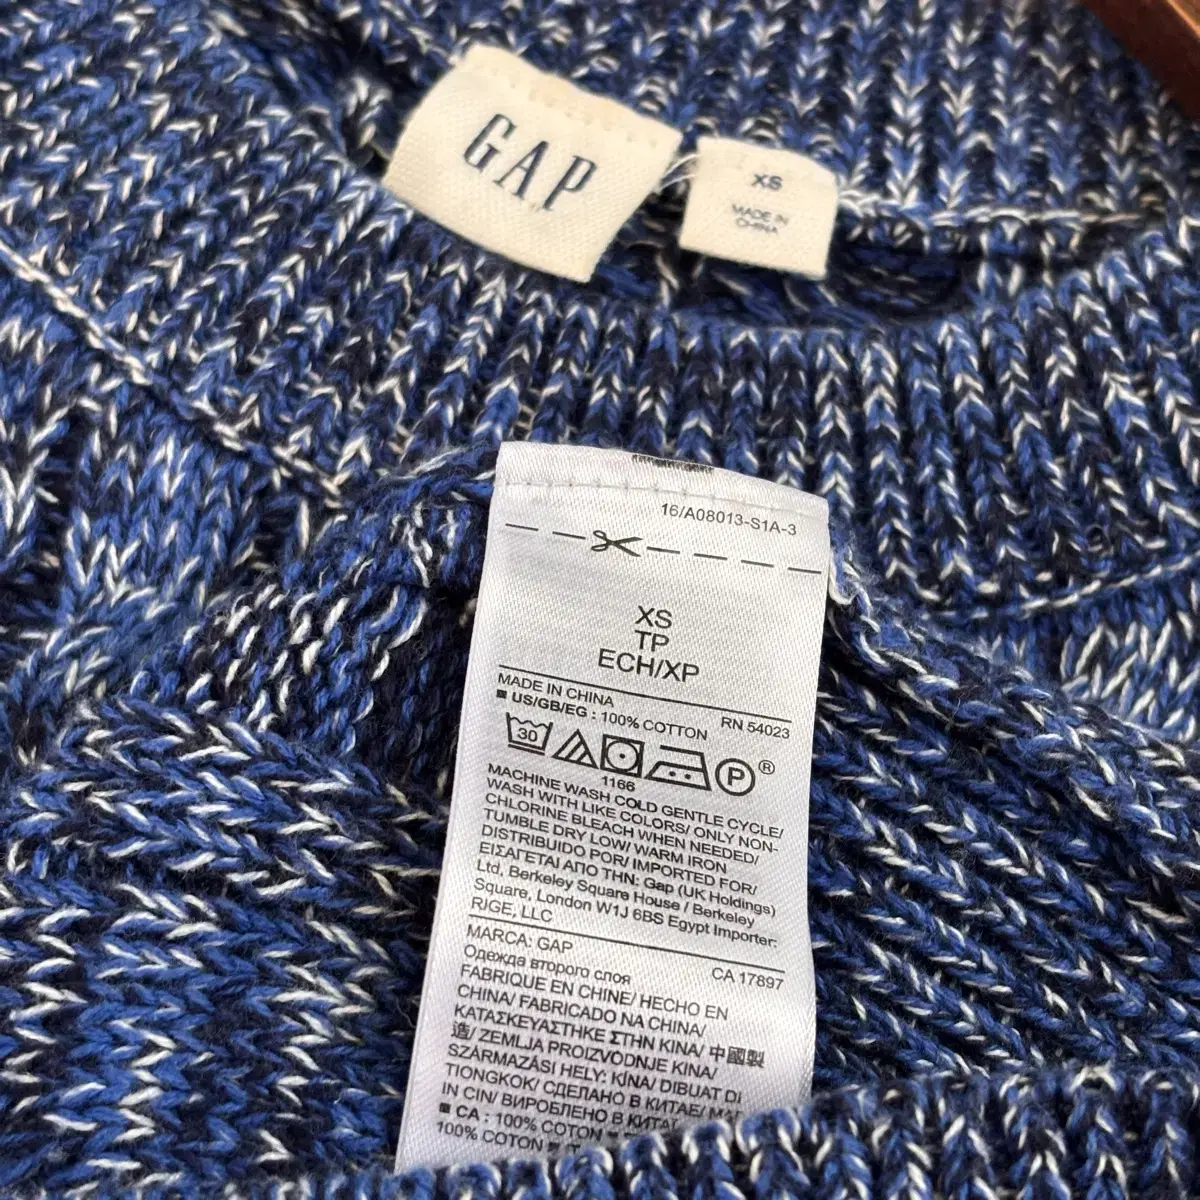 GAP
XS
MADE IN
CHINA
16/A08013-S1A-3
XS
TP
ECH/XP
MADE IN CHINA
RN 54023
■ US/GB/EG : 100% COTTON
30
P ®
1166
MACHINE WASH COLD GENTLE CYCLE/
WASH WITH LIKE COLORS/ ONLY NON-
CHLORINE BLEACH WHEN NEEDED/
TUMBLE DRY LOW/ WARM IRON
DISTRIBUIDO POR/ IMPORTED FOR/
ΕΙΣΑΓΕΤΑΙ ΑΠΟ ΤΗΝ: Gap (UK Holdings)
Ltd, Berkeley Square House / Berkeley
Square, London W1J 6BS Egypt Importer:
RJGE, LLC
MARCA: GAP
CA 17897
Одежда второго слоя
FABRIQUE EN CHINE/ HECHO EN
CHINA/ FABRICADO NA CHINA/
ΚΑΤΑΣΚΕΥΑΣΤΗΚΕ ΣΤΗΝ ΚΙΝΑ/ 中國製
造/ ZEMLJA PROIZVODNJE KINA/
SZÁRMAZÁSI HELY: KÍNA/ DIBUAT DI
TIONGKOK/ СДЕЛАНО В КИТАЕ/
IN CIN/ ВИРОБЛЕНО В
■ CA : 100% COTTON
100% COTON